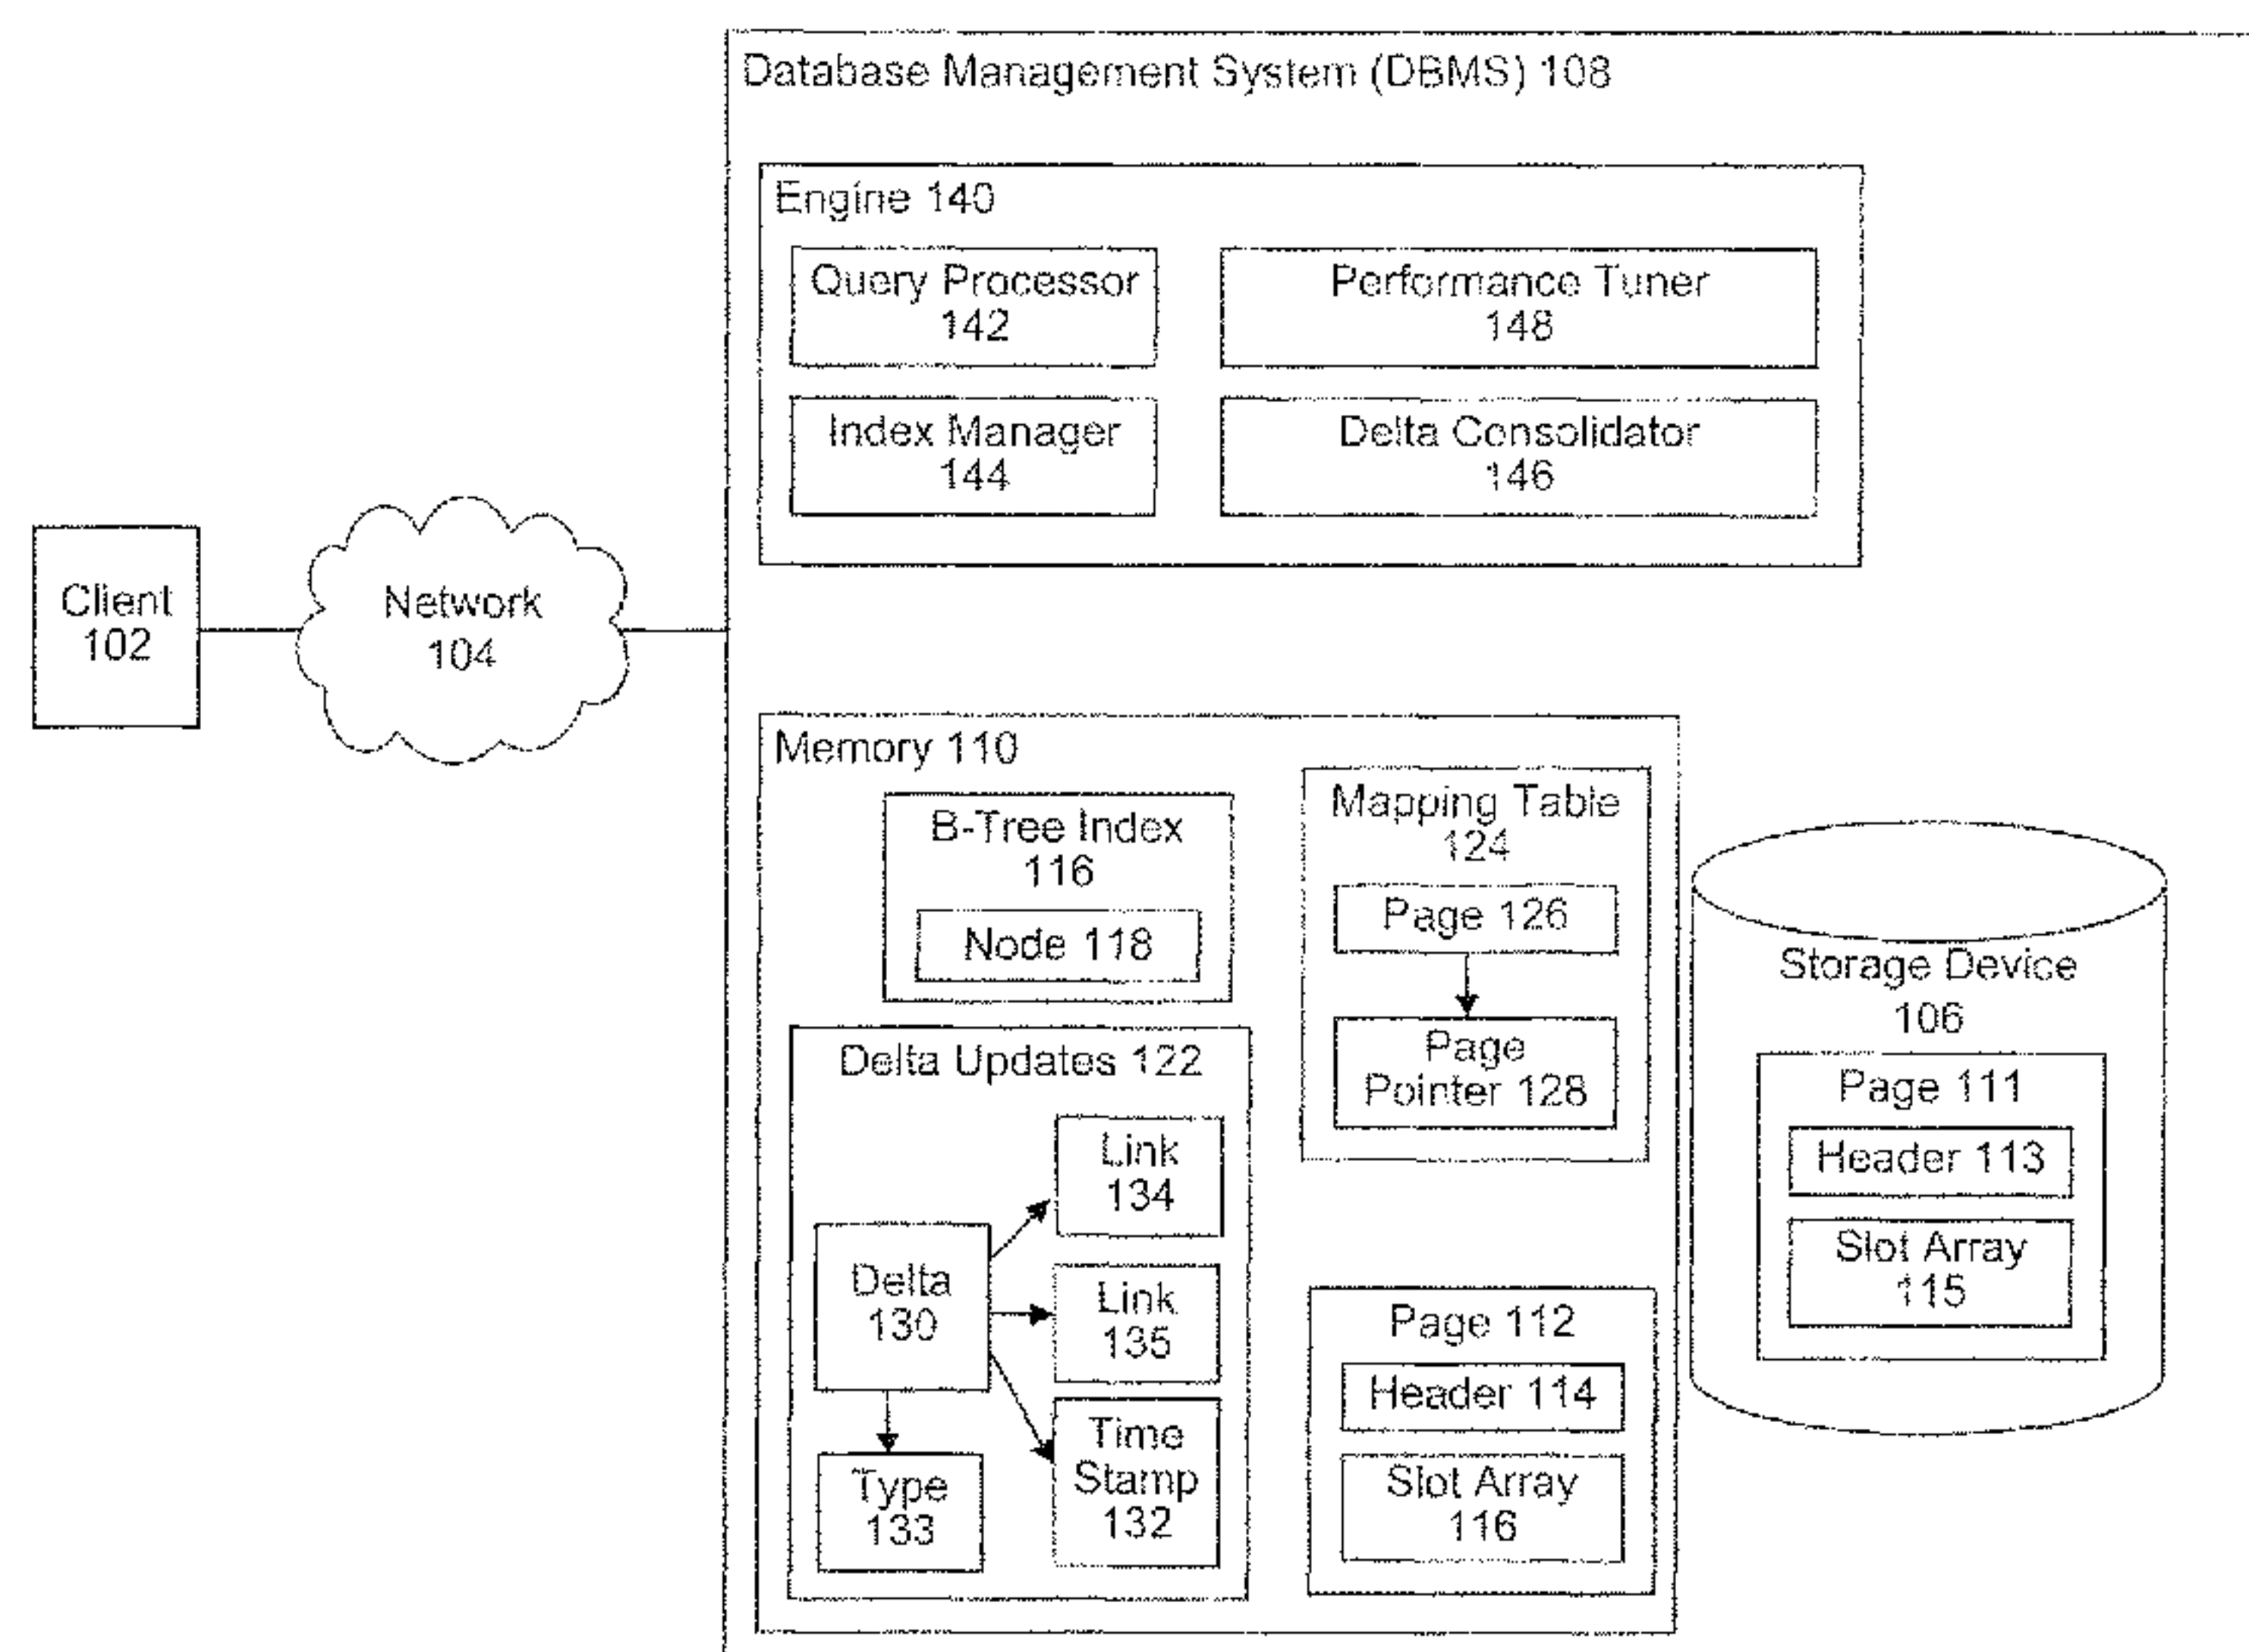 Database Management System (DBMS) 108
Engine 140
Query Processor
142
Performance Tuner
148
Index Manager
144
Delta Consolidator
146
Client
102
Network
104
Memory 110
B-Tree Index
116
Node 118
Mapping Table
124
Page 126
Page
Pointer 128
Delta Updates 122
Link
134
Delta
130
Link
135
Time
Stamp
132
Type
133
Page 112
Header 114
Slot Array
116
Storage Device
106
Page 111
Header 113
Slot Array
115